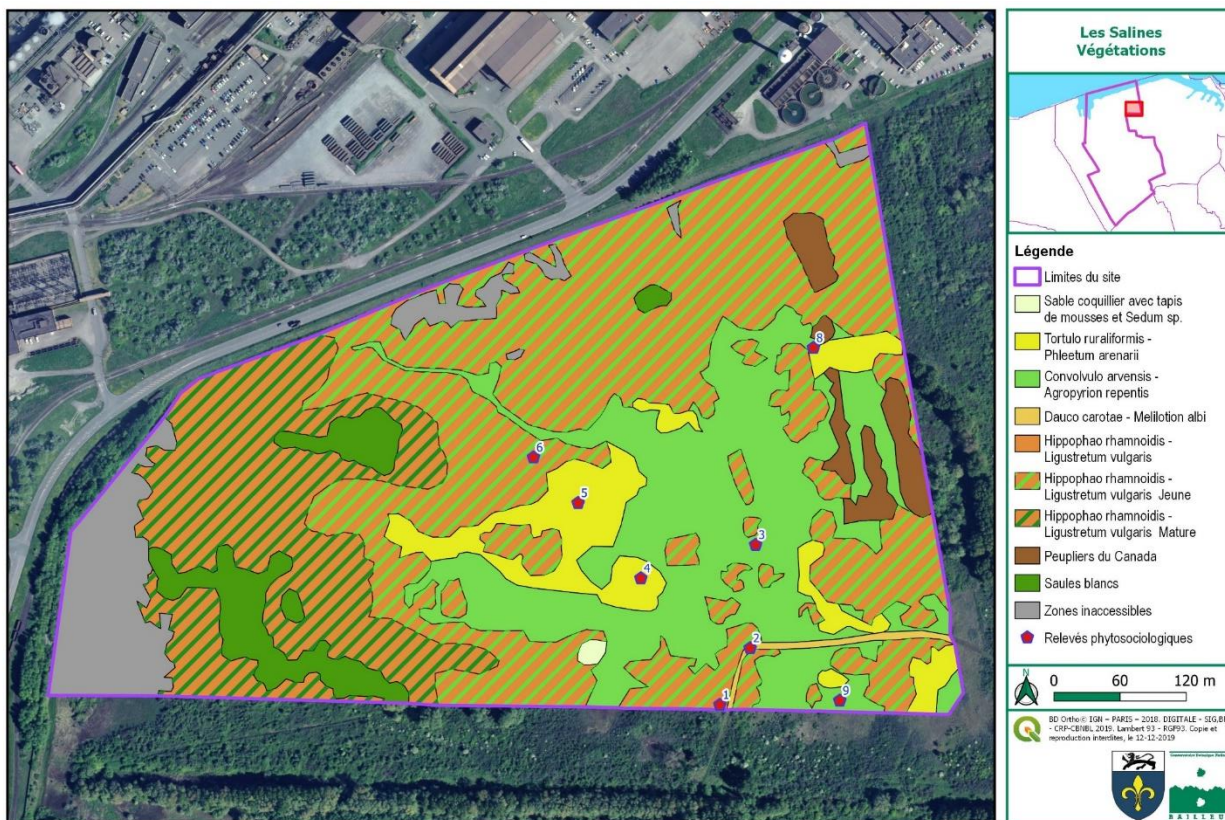 Les Salines
Végétations
Légende
Limites du site
Sable coquillier avec tapis
de mousses et Sedum sp.
Tortulo ruraliformis -
Phleetum arenarii
Convolvulo arvensis -
Agropyrion repentis
Dauco carotae - Melilotion albi
Hippophao rhamnoidis -
Ligustretum vulgaris
Hippophao rhamnoidis -
Ligustretum vulgaris Jeune
Hippophao rhamnoidis -
Ligustretum vulgaris Mature
Peupliers du Canada
Saules blancs
Zones inaccessibles
Relevés phytosociologiques
N
0 60 120 m
BD Ortho® IGN - PARIS - 2018. DIGITALE - SIG,BF
- CRP-CBNBL 2019. Lambert 93 - RGF93. Copie et
reproduction interdites, le 12-12-2019
BAILLEUL
8
6
5
3
4
2
1
9